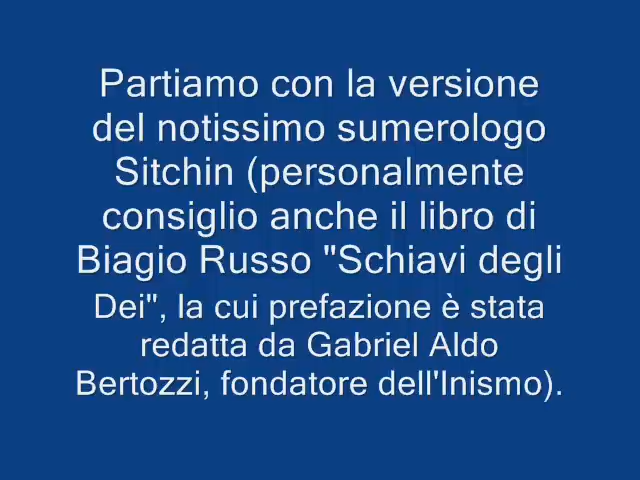 Partiamo con la versione
del notissimo sumerologo
Sitchin (personalmente
consiglio anche il libro di
Biagio Russo "Schiavi degli
Dei", la cui prefazione è stata
redatta da Gabriel Aldo
Bertozzi, fondatore dell'Inismo).